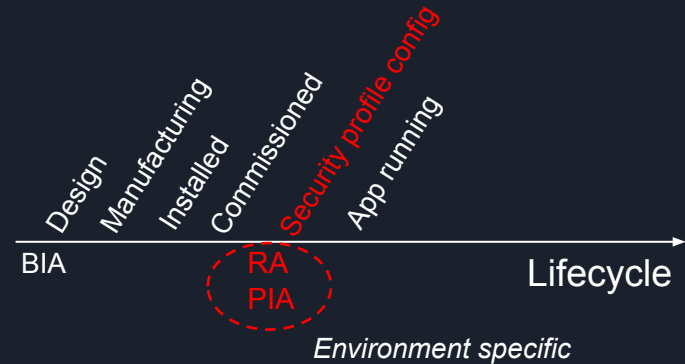 Design
Manufacturing
Installed
Commissioned
Security profile config
App running
BIA
RA
PIA
Lifecycle
Environment specific